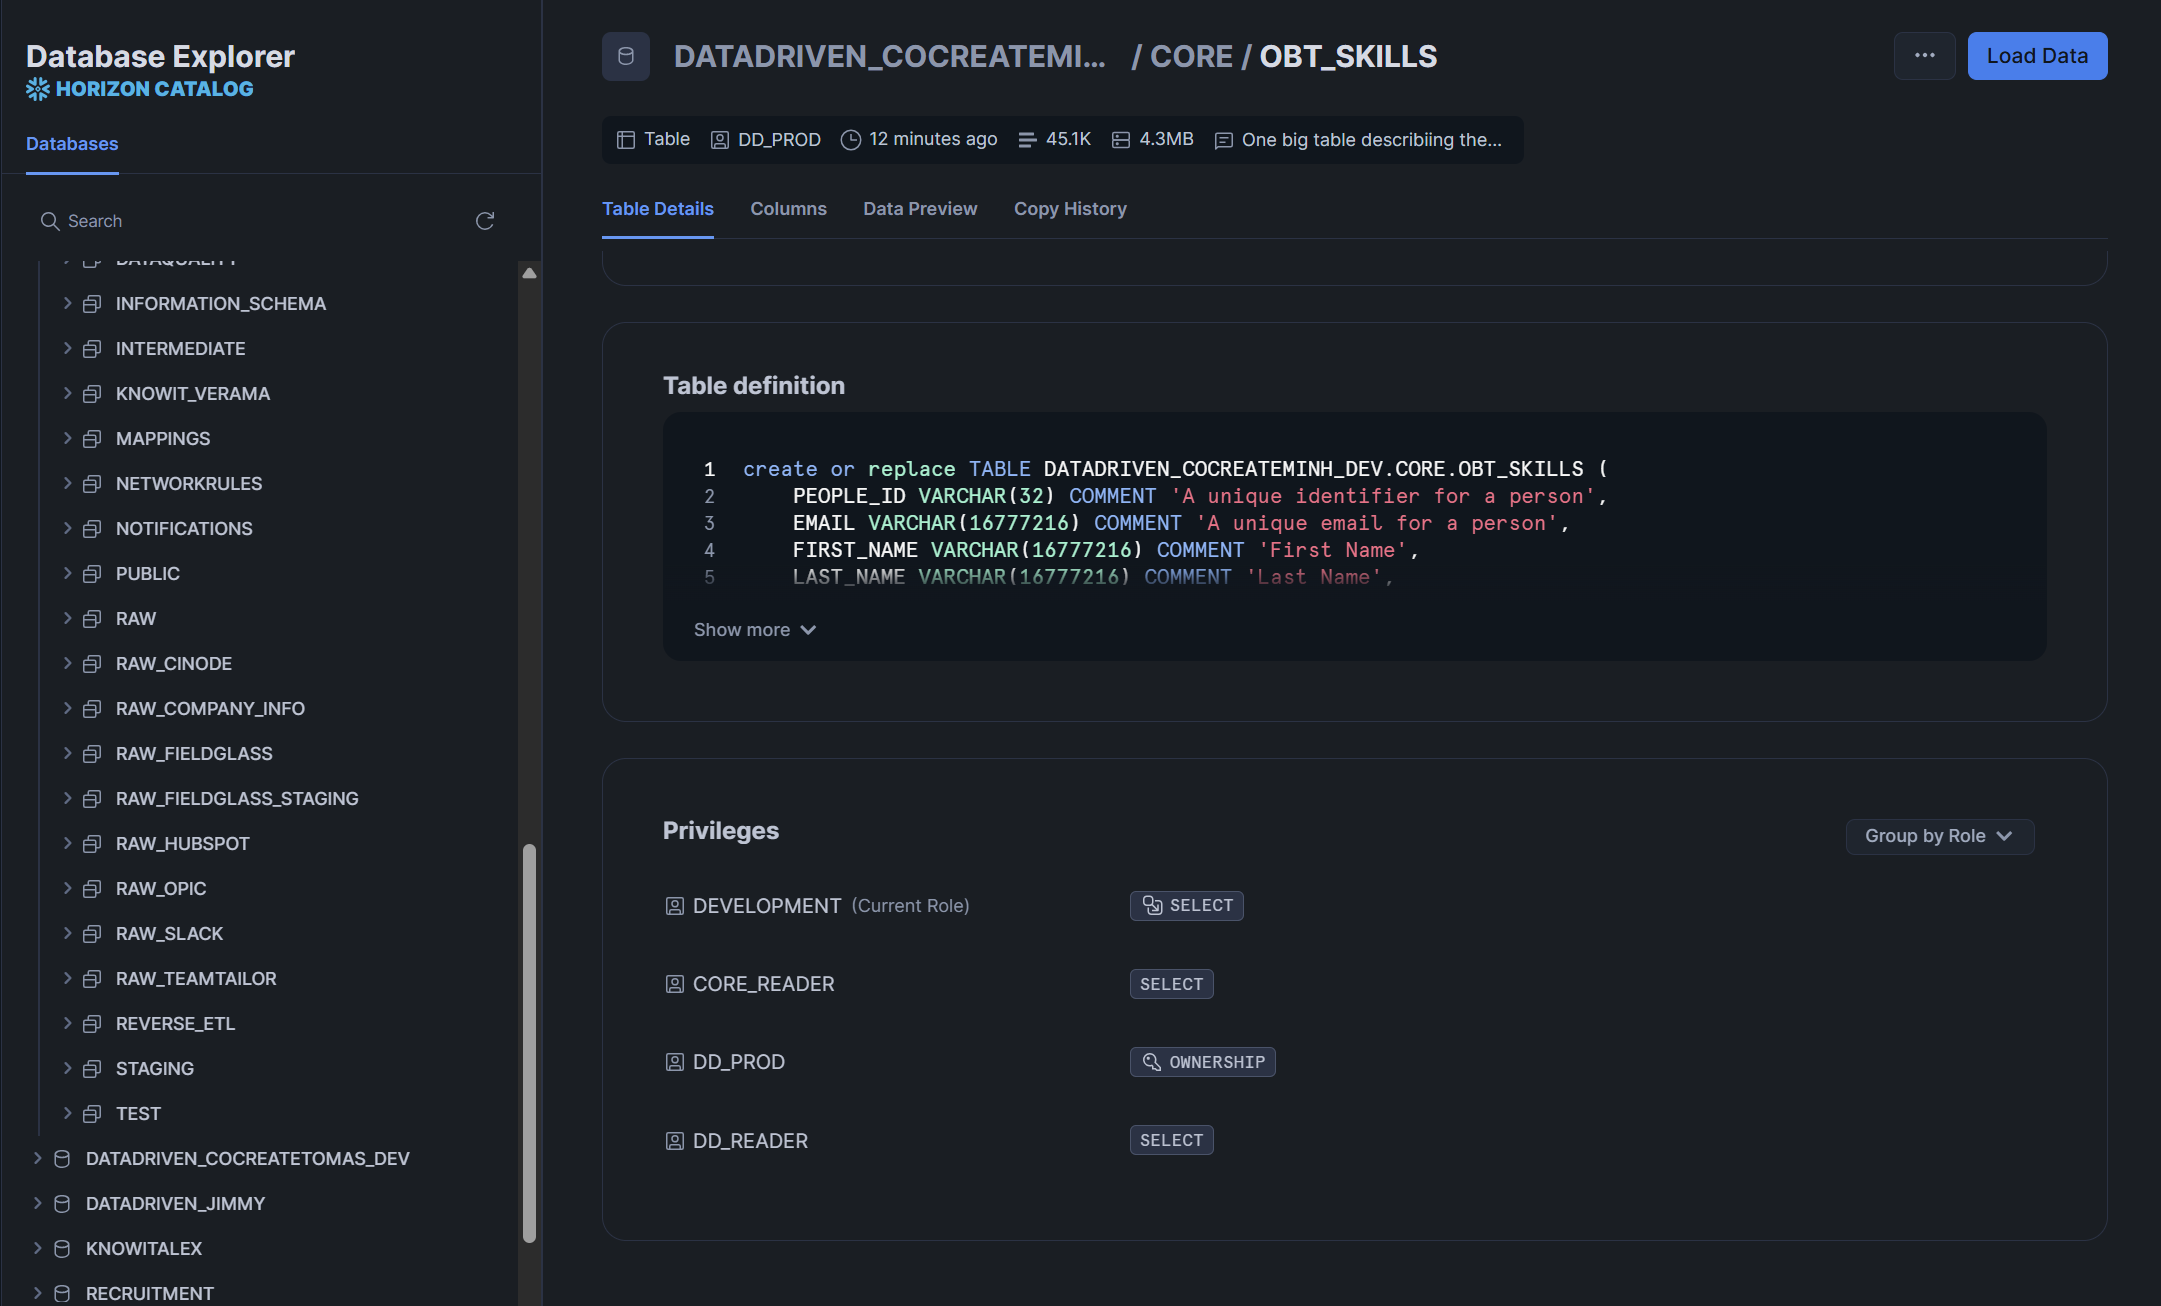 Database Explorer
HORIZON CATALOG
Databases
Search
DATAQUALITY
INFORMATION_SCHEMA
INTERMEDIATE
KNOWIT_VERAMA
MAPPINGS
NETWORKRULES
NOTIFICATIONS
PUBLIC
RAW
RAW_CINODE
RAW_COMPANY_INFO
RAW_FIELDGLASS
RAW_FIELDGLASS_STAGING
RAW_HUBSPOT
RAW_OPIC
RAW_SLACK
RAW_TEAMTAILOR
REVERSE_ETL
STAGING
TEST
DATADRIVEN_COCREATETOMAS_DEV
DATADRIVEN_JIMMY
KNOWITALEX
RECRUITMENT
DATADRIVEN_COCREATEMI... / CORE / OBT_SKILLS
... Load Data
Table DD_PROD 12 minutes ago 45.1K 4.3MB One big table describiing the...
Table Details Columns Data Preview Copy History
Table definition
1 create or replace TABLE DATADRIVEN_COCREATEMINH_DEV.CORE.OBT_SKILLS (
2 PEOPLE_ID VARCHAR(32) COMMENT 'A unique identifier for a person',
3 EMAIL VARCHAR(16777216) COMMENT 'A unique email for a person',
4 FIRST_NAME VARCHAR(16777216) COMMENT 'First Name',
5 LAST_NAME VARCHAR(16777216) COMMENT 'Last Name',
Show more
Privileges
Group by Role
DEVELOPMENT (Current Role) SELECT
CORE_READER SELECT
DD_PROD OWNERSHIP
DD_READER SELECT